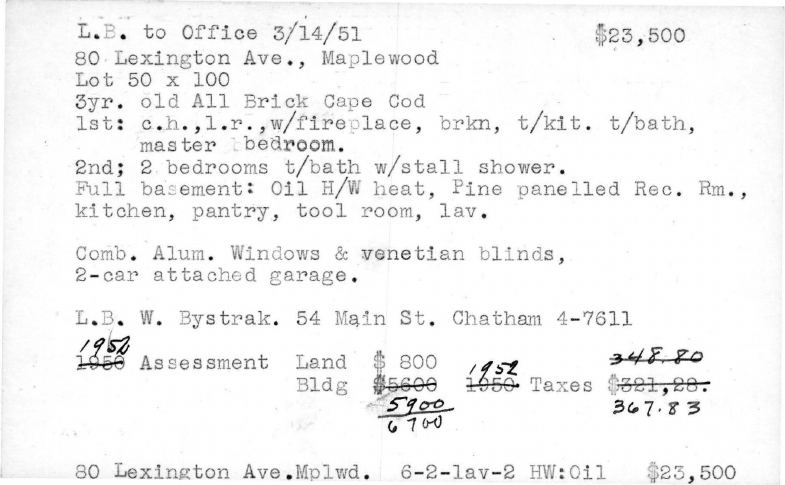 L.B. to Office 3/14/51 $23,500
80 Lexington Ave., Maplewood
Lot 50 x 100
3yr. old All Brick Cape Cod
1st: c.h.,l.r.,w/fireplace, brkn, t/kit. t/bath,
master bedroom.
2nd; 2 bedrooms t/bath w/stall shower.
Full basement: Oil H/W heat, Pine panelled Rec. Rm.,
kitchen, pantry, tool room, lav.
Comb. Alum. Windows & venetian blinds,
2-car attached garage.
L.B. W. Bystrak. 54 Main St. Chatham 4-7611
1952 348.80
1950 Assessment Land $ 800 1952
Bldg $5600 1950 Taxes $321,28.
5900 367.83
6700
80 Lexington Ave.Mplwd. 6-2-lav-2 HW:Oil $23,500